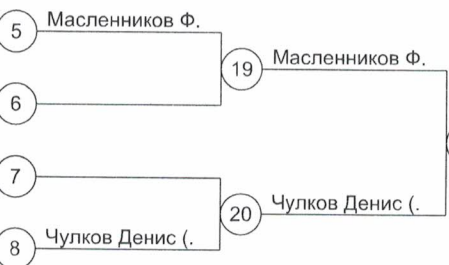 5 Масленников Ф.
19 Масленников Ф.
6
7
20 Чулков Денис (.
8 Чулков Денис (.